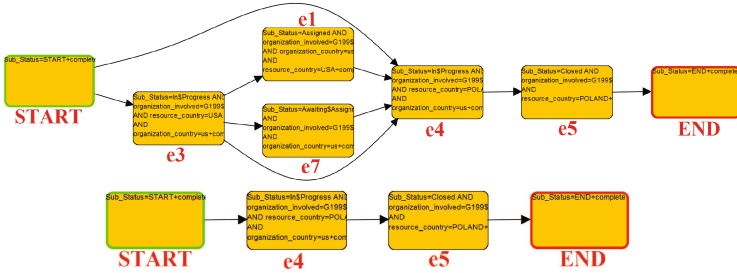 e1
Sub_Status=Assigned AND
organization_involved=G199$
AND organization_country=us
AND
resource_country=USA+com
Sub_Status=START+complete
START
Sub_Status=In$Progress AND
organization_involved=G199$
AND resource_country=USA
AND
organization_country=us+com
e3
Sub_Status=Awaiting$Assign
AND
organization_involved=G199$
AND
organization_country=us+com
e7
Sub_Status=In$Progress AND
organization_involved=G199$
AND resource_country=POLA
AND
organization_country=us+com
e4
Sub_Status=Closed AND
organization_involved=G199$
AND
resource_country=POLAND+
e5
Sub_Status=END+complete
END
Sub_Status=START+complete
START
Sub_Status=In$Progress AND
organization_involved=G199$
AND resource_country=POLA
AND
organization_country=us+com
e4
Sub_Status=Closed AND
organization_involved=G199$
AND
resource_country=POLAND+
e5
Sub_Status=END+complete
END